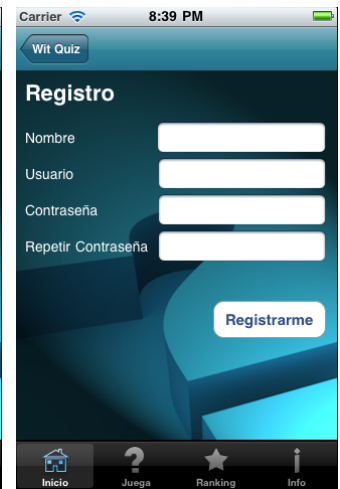 Carrier 8:39 PM
Wit Quiz
Registro
Nombre
Usuario
Contraseña
Repetir Contraseña
Registrarme
Inicio Juega Ranking Info